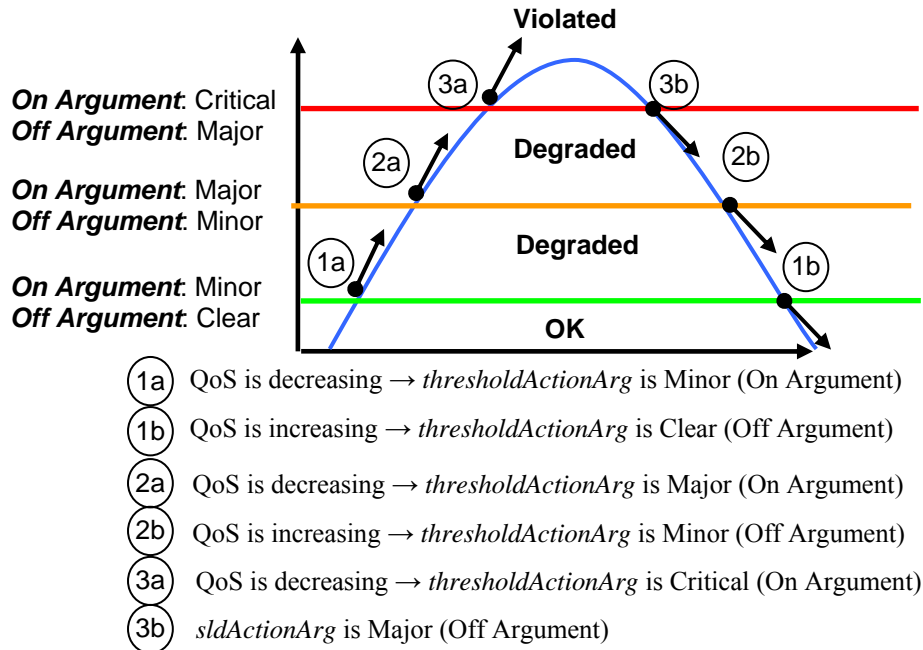 Violated
3a
3b
On Argument: Critical
Off Argument: Major
Degraded
2a
2b
On Argument: Major
Off Argument: Minor
Degraded
1a
1b
On Argument: Minor
Off Argument: Clear
OK
1a QoS is decreasing → thresholdActionArg is Minor (On Argument)
1b QoS is increasing → thresholdActionArg is Clear (Off Argument)
2a QoS is decreasing → thresholdActionArg is Major (On Argument)
2b QoS is increasing → thresholdActionArg is Minor (Off Argument)
3a QoS is decreasing → thresholdActionArg is Critical (On Argument)
3b sldActionArg is Major (Off Argument)